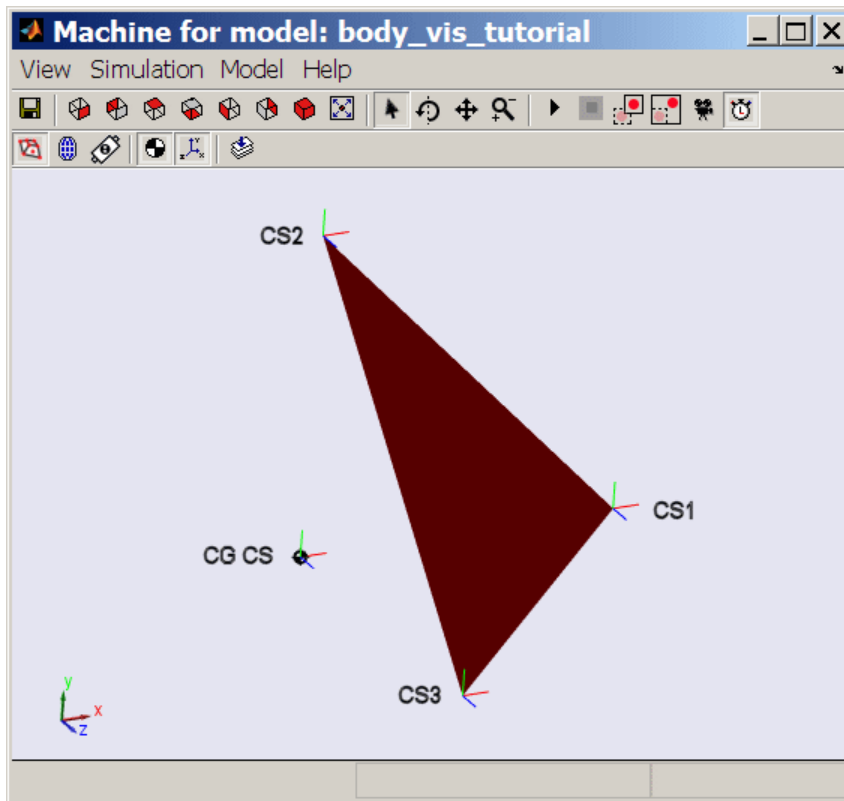 Machine for model: body_vis_tutorial
View Simulation Model Help
CS2
CS1
CG CS
CS3
y
x
z